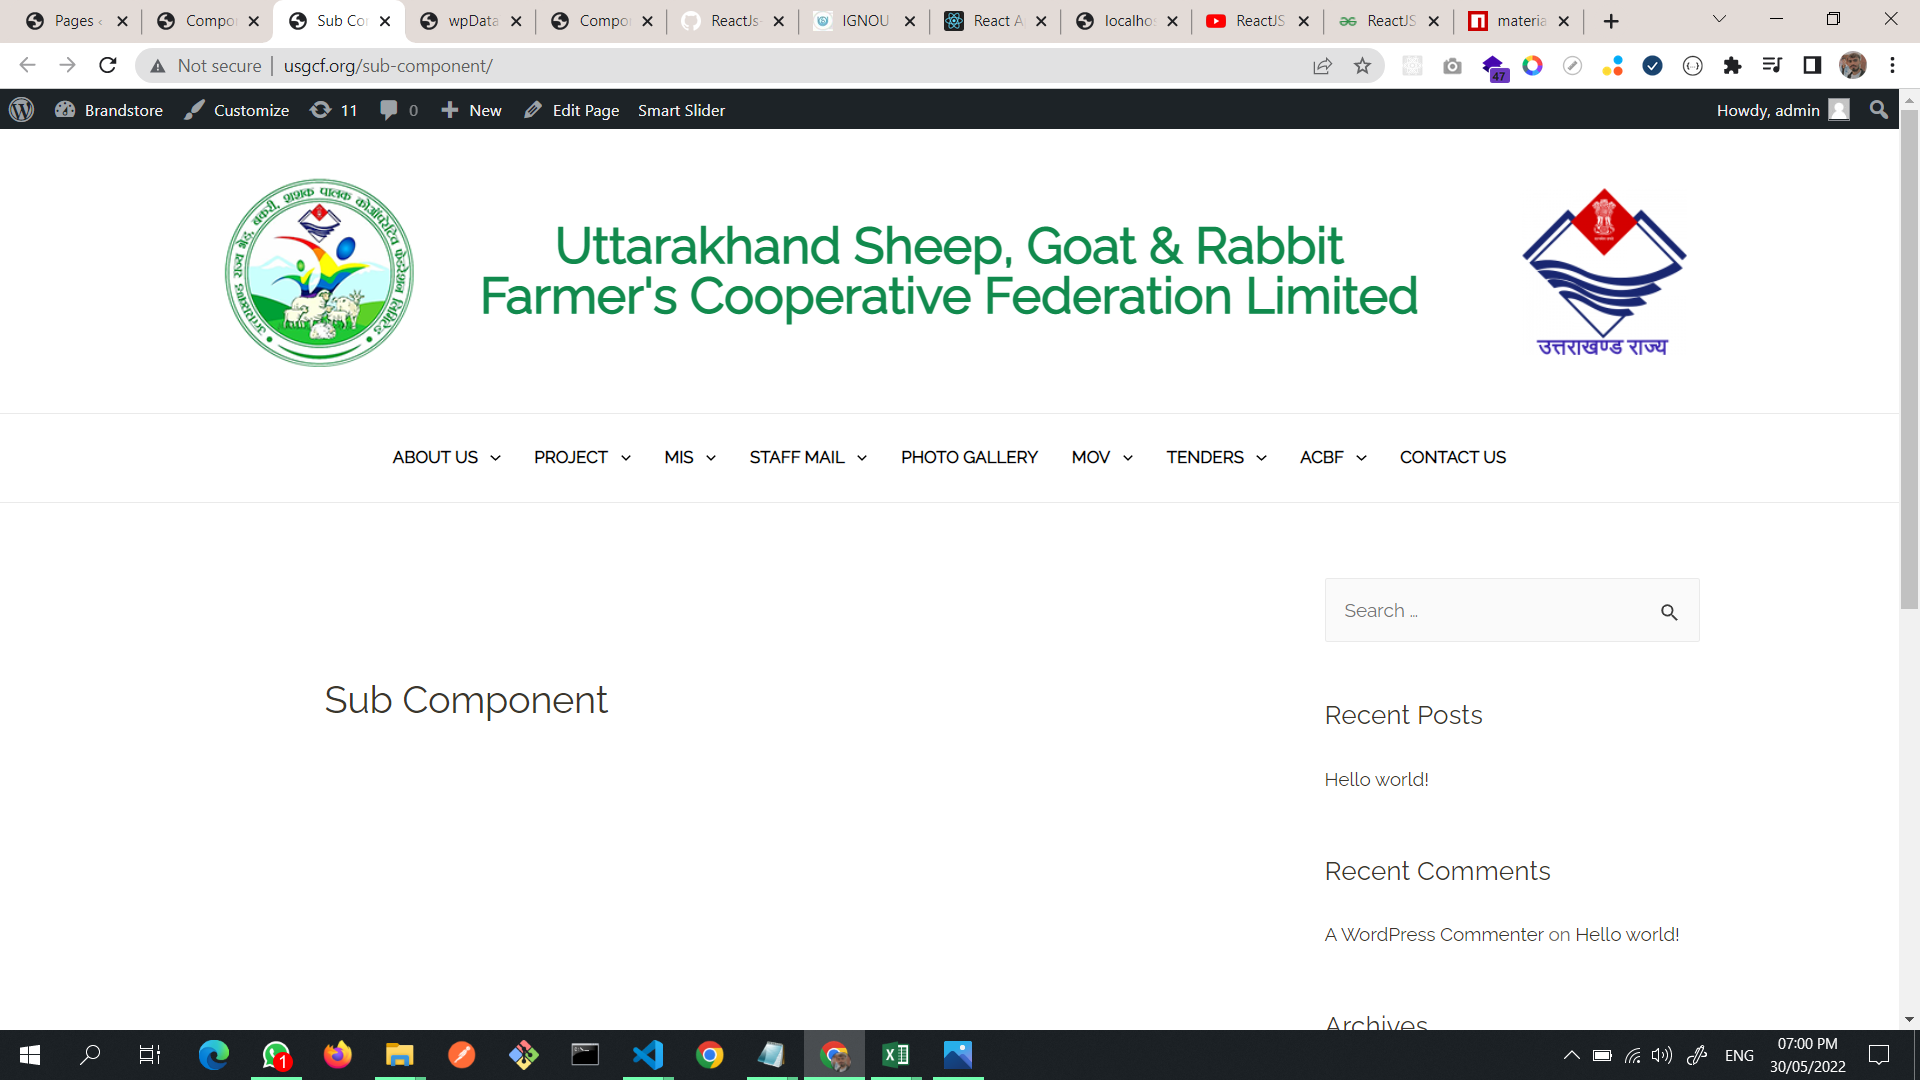 Pages
Compo
Sub Co
wpData
Compo
ReactJs-
IGNOU
React A
localho
ReactJS
ReactJS
materia
Not secure
usgcf.org/sub-component/
47
Brandstore
Customize
11
0
New
Edit Page
Smart Slider
Howdy, admin
Uttarakhand Sheep, Goat & Rabbit
Farmer's Cooperative Federation Limited
उत्तराखण्ड राज्य
ABOUT US
PROJECT
MIS
STAFF MAIL
PHOTO GALLERY
MOV
TENDERS
ACBF
CONTACT US
Search ...
Sub Component
Recent Posts
Hello world!
Recent Comments
A WordPress Commenter on Hello world!
Archives
1
ENG
07:00 PM
30/05/2022